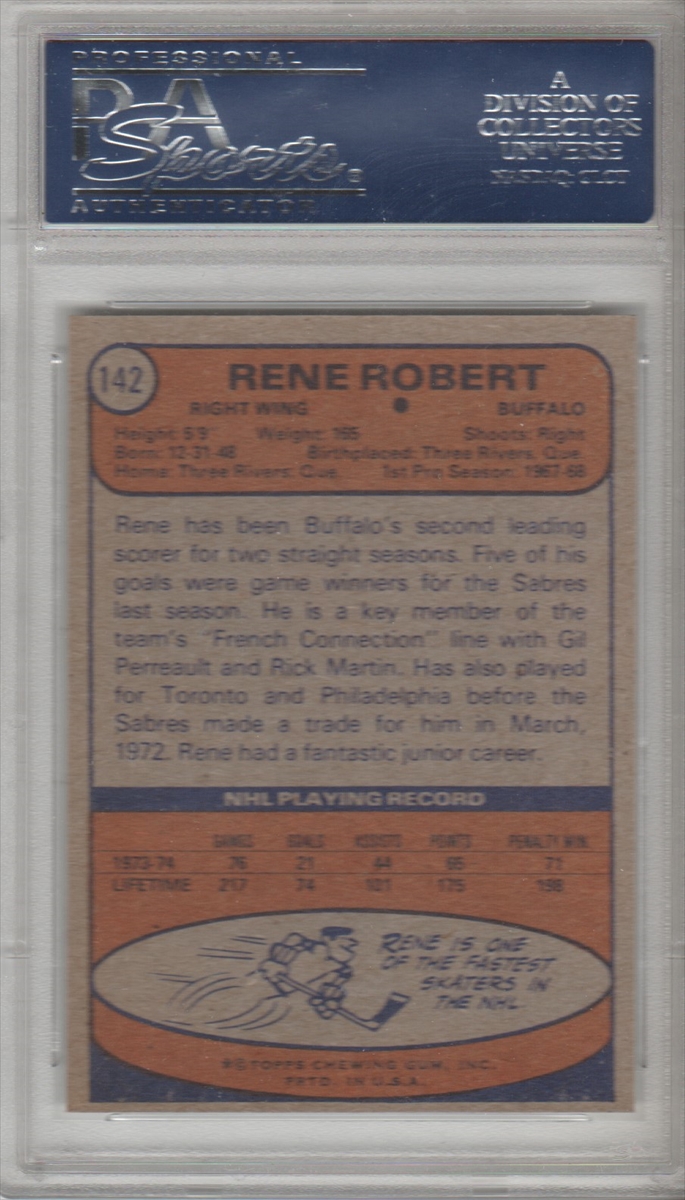 PROFESSIONAL
PSA
Sports®
AUTHENTICATOR
A
DIVISION OF
COLLECTORS
UNIVERSE
NASDAQ: CLCT
142
RENE ROBERT
RIGHT WING BUFFALO
Height: 5'9" Weight: 165 Shoots: Right
Born: 12-31-48 Birthplaced: Three Rivers, Que.
Home: Three Rivers, Que. 1st Pro Season: 1967-68
Rene has been Buffalo's second leading
scorer for two straight seasons. Five of his
goals were game winners for the Sabres
last season. He is a key member of the
team's "French Connection" line with Gil
Perreault and Rick Martin. Has also played
for Toronto and Philadelphia before the
Sabres made a trade for him in March,
1972. Rene had a fantastic junior career.
NHL PLAYING RECORD
GAMES GOALS ASSISTS POINTS PENALTY MIN.
1973-74 76 21 44 65 71
LIFETIME 217 74 101 175 198
RENE IS ONE
OF THE FASTEST
SKATERS IN
THE NHL.
© TOPPS CHEWING GUM, INC.
PRTD. IN U.S.A.